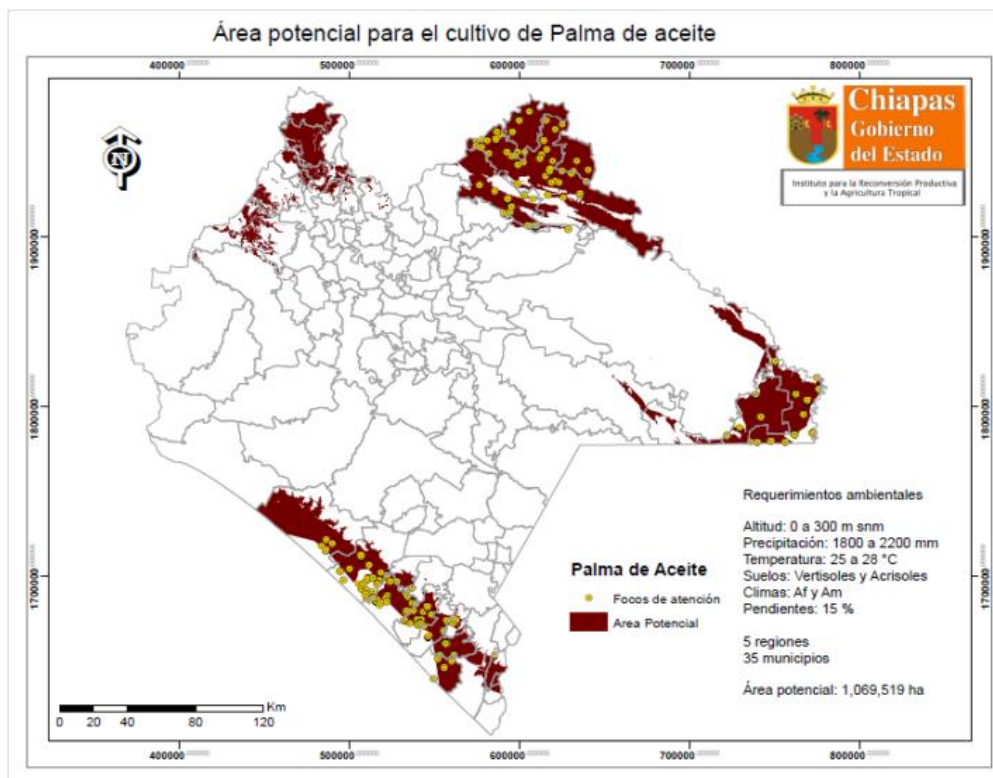 Área potencial para el cultivo de Palma de aceite
400000 500000 600000 700000 800000
N
Chiapas
Gobierno
del Estado
Instituto para la Reconversión Productiva
y la Agricultura Tropical
1900000 1900000
1800000 1800000
1700000 1700000
Requerimientos ambientales
Altitud: 0 a 300 m snm
Precipitación: 1800 a 2200 mm
Temperatura: 25 a 28 °C
Suelos: Vertisoles y Acrisoles
Climas: Af y Am
Pendientes: 15 %
5 regiones
35 municipios
Área potencial: 1,069,519 ha
Palma de Aceite
Focos de atención
Area Potencial
Km
0 20 40 80 120
400000 500000 600000 700000 800000